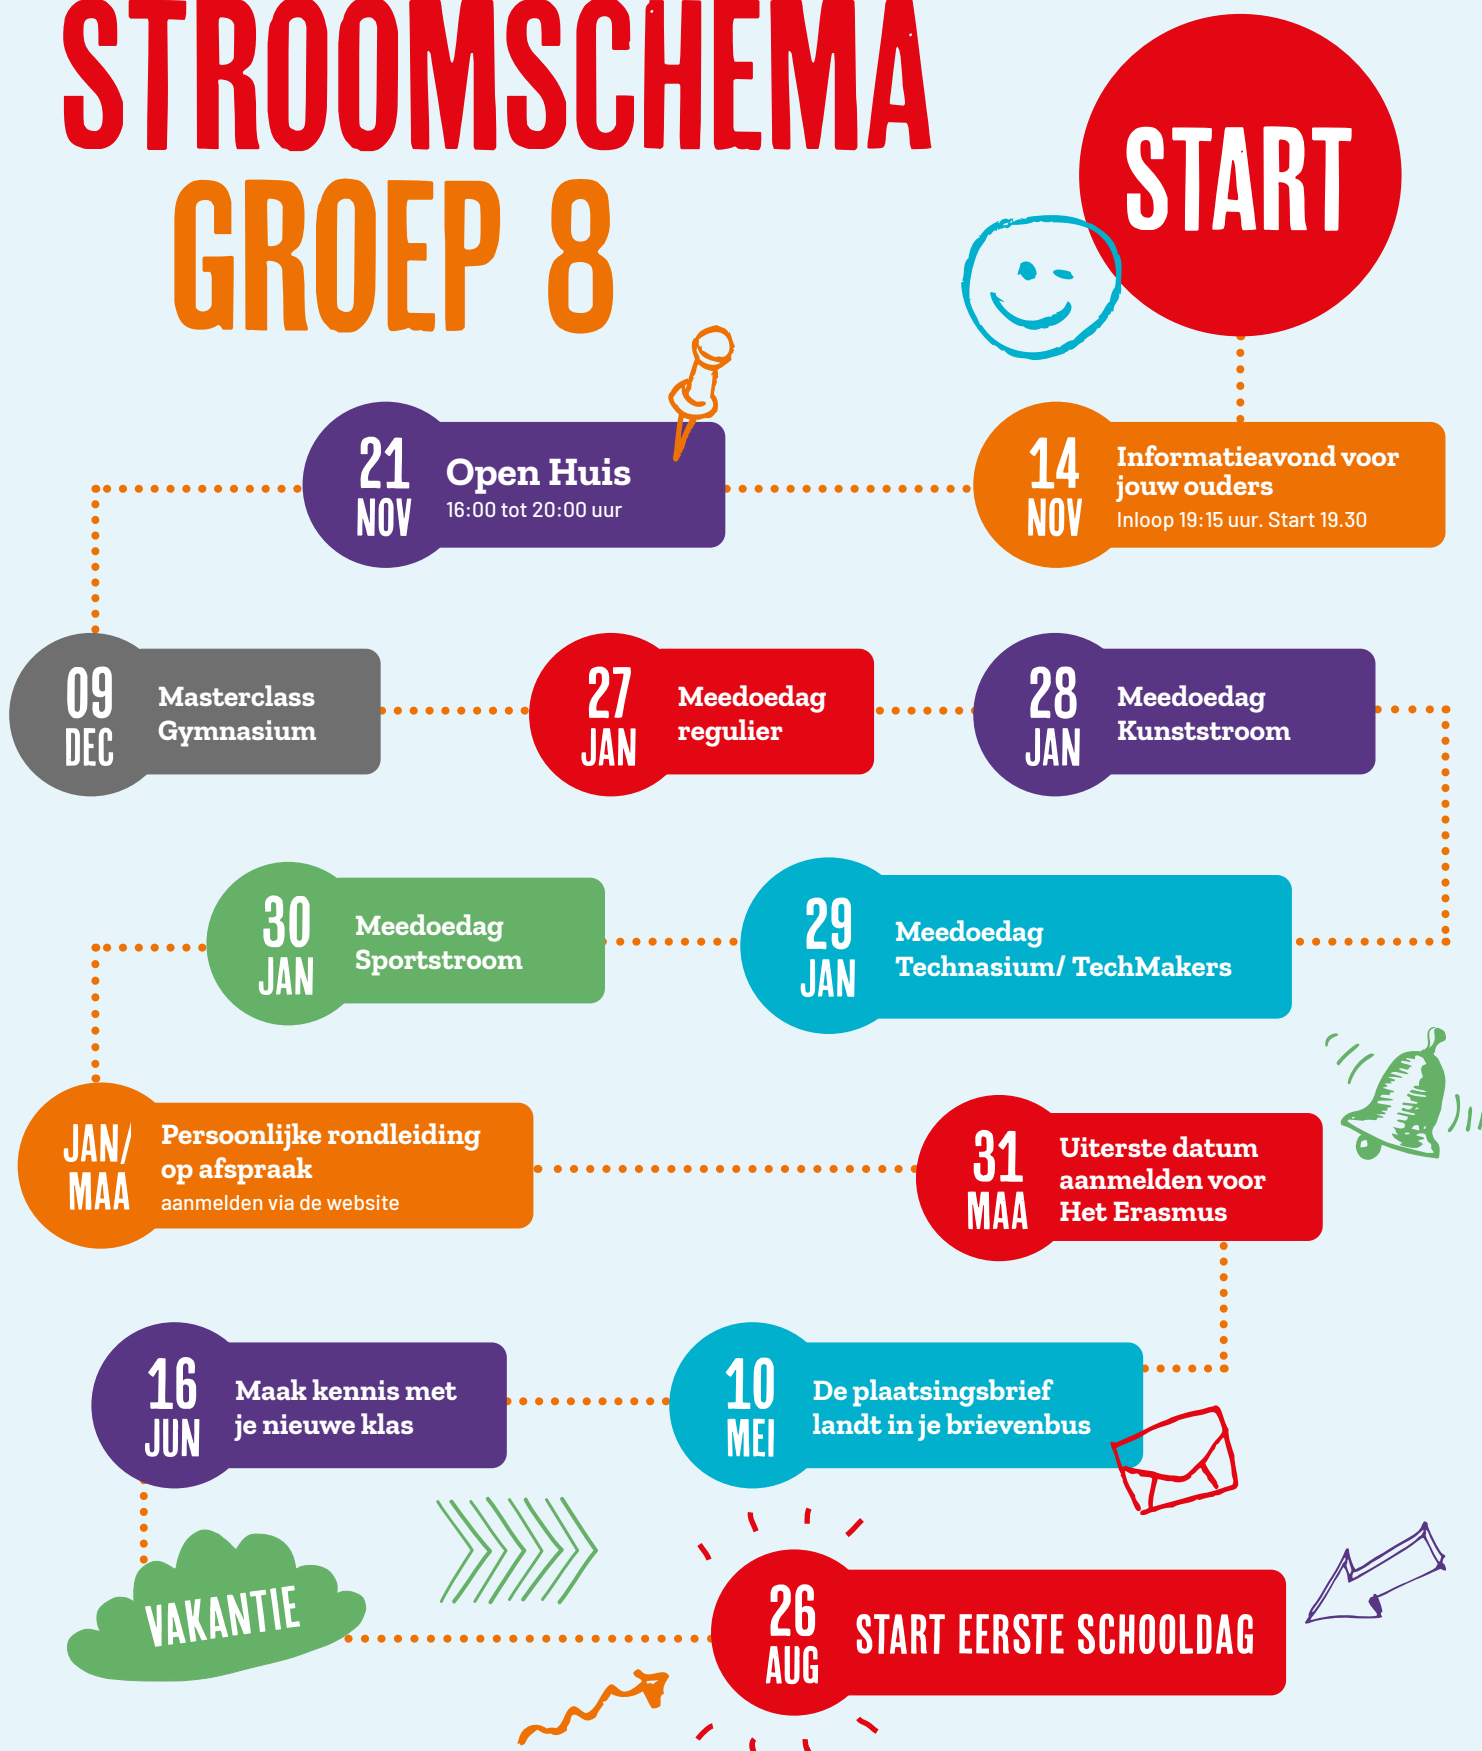 STROOMSCHEMA
GROEP 8
START
14
NOV
Informatieavond voor
jouw ouders
Inloop 19:15 uur. Start 19.30
21
NOV
Open Huis
16:00 tot 20:00 uur
09
DEC
Masterclass
Gymnasium
27
JAN
Meedoedag
regulier
28
JAN
Meedoedag
Kunststroom
29
JAN
Meedoedag
Technasium/ TechMakers
30
JAN
Meedoedag
Sportstroom
JAN/
MAA
Persoonlijke rondleiding
op afspraak
aanmelden via de website
31
MAA
Uiterste datum
aanmelden voor
Het Erasmus
10
MEI
De plaatsingsbrief
landt in je brievenbus
16
JUN
Maak kennis met
je nieuwe klas
VAKANTIE
26
AUG
START EERSTE SCHOOLDAG